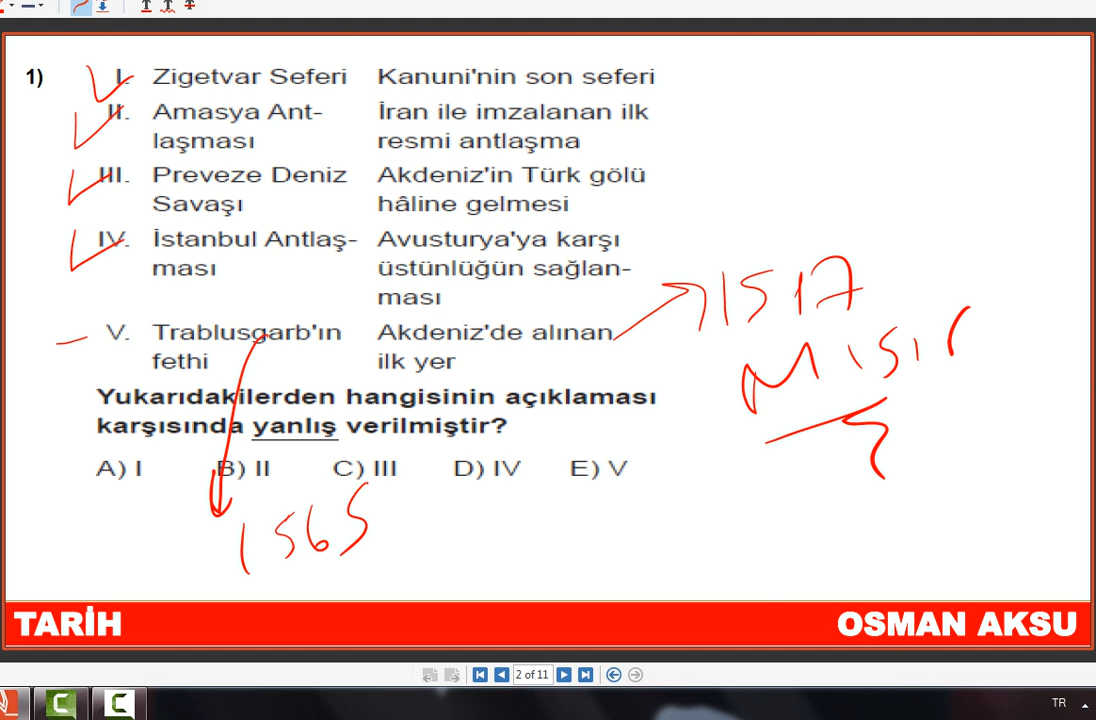 1)
I. Zigetvar Seferi Kanuni'nin son seferi
II. Amasya Ant- İran ile imzalanan ilk
laşması resmi antlaşma
III. Preveze Deniz Akdeniz'in Türk gölü
Savaşı hâline gelmesi
IV. İstanbul Antlaş- Avusturya'ya karşı
ması üstünlüğün sağlan-
ması
V. Trablusgarb'ın Akdeniz'de alınan
fethi ilk yer
1517
Mısır
Yukarıdakilerden hangisinin açıklaması
karşısında yanlış verilmiştir?
A) I B) II C) III D) IV E) V
1565
TARİH OSMAN AKSU
2 of 11
TR